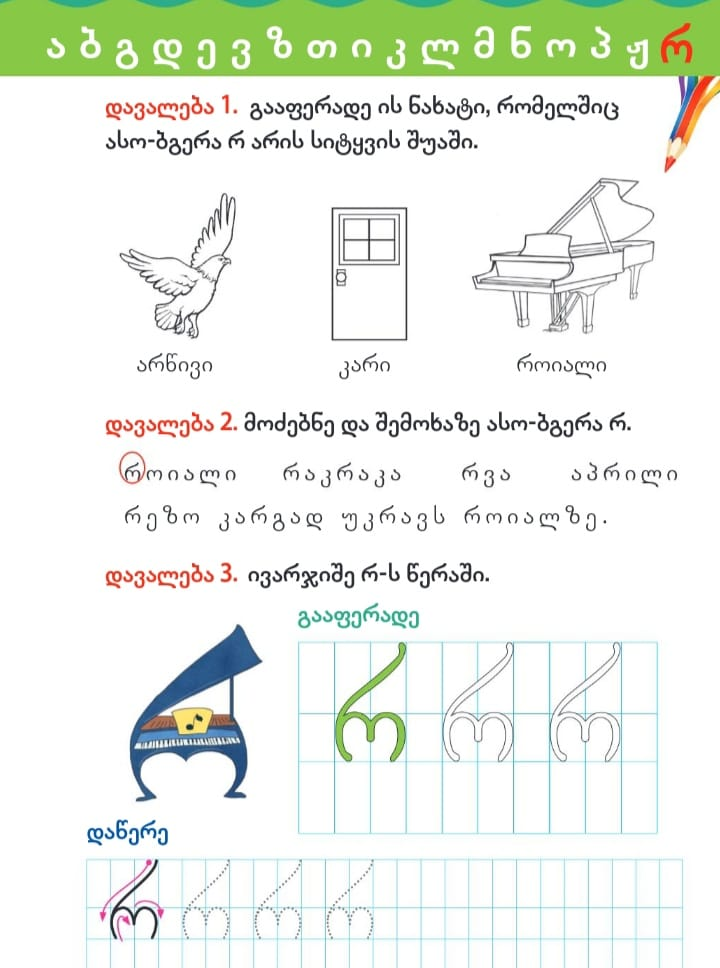 ა ბ გ დ ე ვ ზ თ ი კ ლ მ ნ ო პ ჟ რ
დავალება 1. გააფერადე ის ნახატი, რომელშიც
ასო-ბგერა რ არის სიტყვის შუაში.
არწივი კარი როიალი
დავალება 2. მოძებნე და შემოხაზე ასო-ბგერა რ.
როიალი რაკრაკა რვა აპრილი
რეზო კარგად უკრავს როიალზე.
დავალება 3. ივარჯიშე რ-ს წერაში.
გააფერადე
რ რ რ
დაწერე
რ რ რ რ